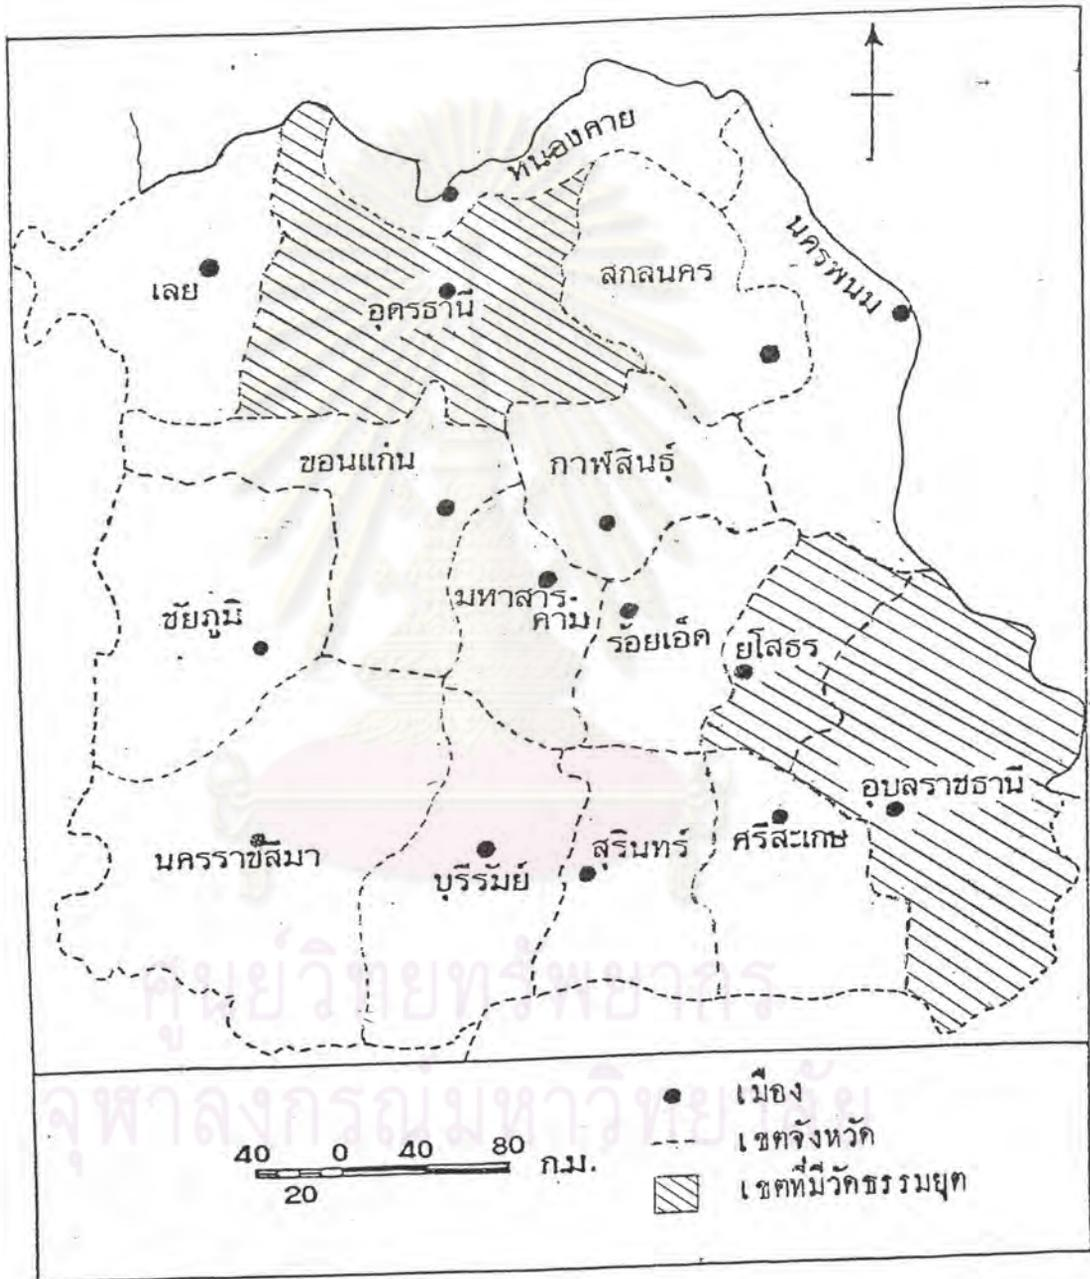 หนองคาย
นครพนม
สกลนคร
เลย
อุดรธานี
ขอนแก่น
กาฬสินธุ์
มหาสาร-
คาม
ชัยภูมิ
ร้อยเอ็ด
ยโสธร
อุบลราชธานี
นครราชสีมา
บุรีรัมย์
สุรินทร์
ศรีสะเกษ
ศูนย์วิทยทรัพยากร
จุฬาลงกรณ์มหาวิทยาลัย
เมือง
เขตจังหวัด
เขตที่มีวัดธรรมยุต
40 0 40 80 ก.ม.
20